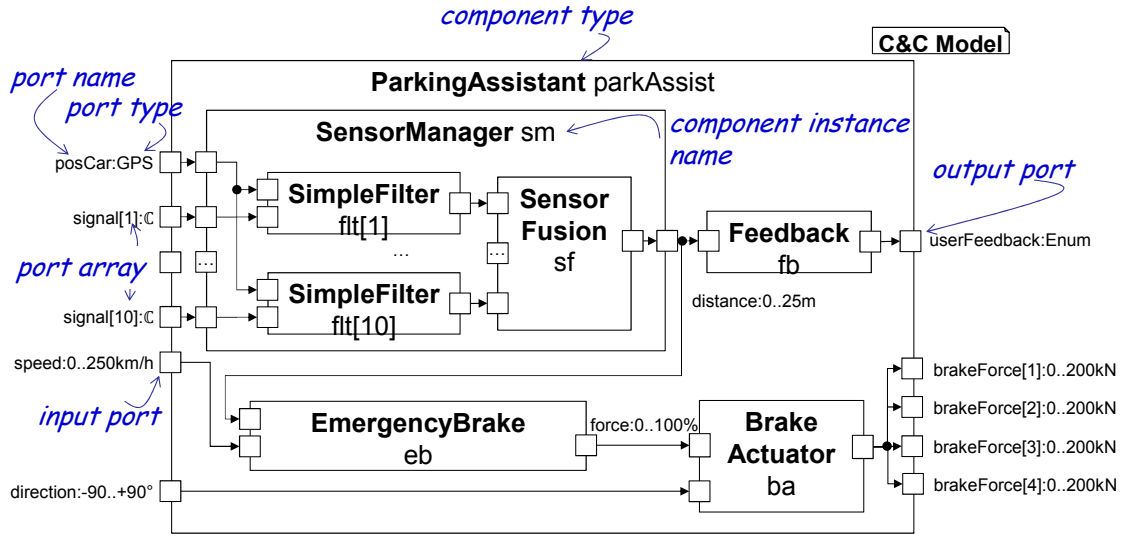 component type
C&C Model
port name
port type
ParkingAssistant parkAssist
SensorManager sm
component instance
name
posCar:GPS
output port
SimpleFilter
flt[1]
Sensor
Fusion
sf
Feedback
fb
signal[1]:ℂ
userFeedback:Enum
port array
...
...
...
SimpleFilter
flt[10]
distance:0..25m
signal[10]:ℂ
speed:0..250km/h
brakeForce[1]:0..200kN
input port
brakeForce[2]:0..200kN
EmergencyBrake
eb
force:0..100%
Brake
Actuator
ba
brakeForce[3]:0..200kN
direction:-90..+90°
brakeForce[4]:0..200kN